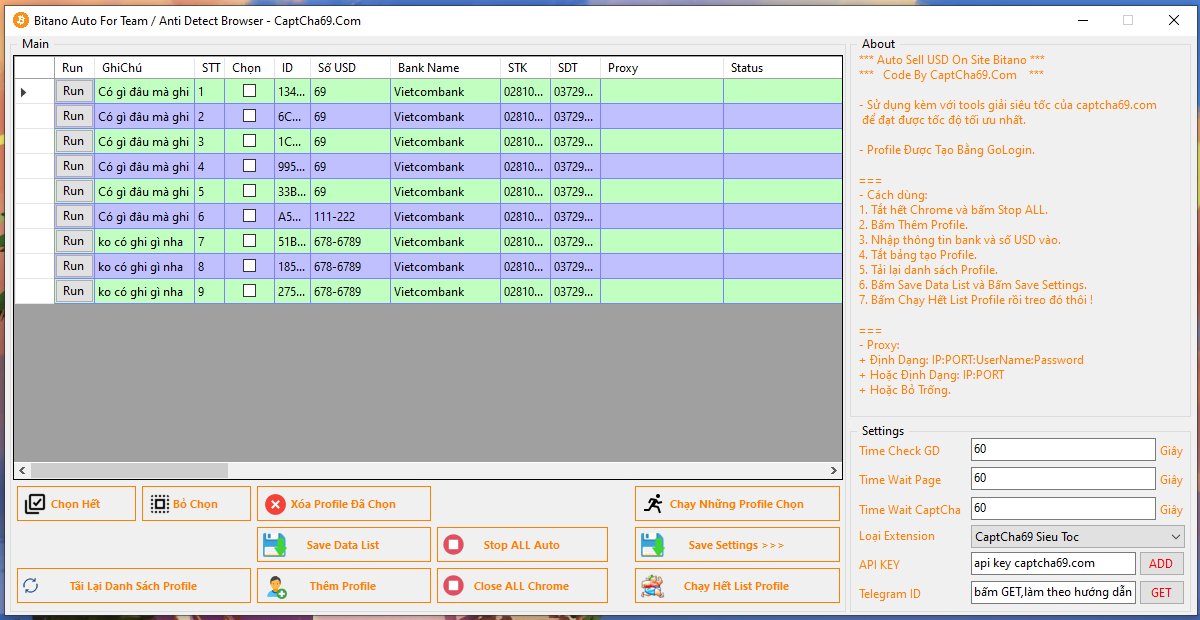 Bitano Auto For Team / Anti Detect Browser - CaptCha69.Com
Main
Run GhiChú STT Chọn ID Số USD Bank Name STK SDT Proxy Status
Run Có gì đâu mà ghi 1 134... 69 Vietcombank 02810... 03729...
Run Có gì đâu mà ghi 2 6C... 69 Vietcombank 02810... 03729...
Run Có gì đâu mà ghi 3 1C... 69 Vietcombank 02810... 03729...
Run Có gì đâu mà ghi 4 995... 69 Vietcombank 02810... 03729...
Run Có gì đâu mà ghi 5 33B... 69 Vietcombank 02810... 03729...
Run Có gì đâu mà ghi 6 A5... 111-222 Vietcombank 02810... 03729...
Run ko có ghi gì nha 7 51B... 678-6789 Vietcombank 02810... 03729...
Run ko có ghi gì nha 8 185... 678-6789 Vietcombank 02810... 03729...
Run ko có ghi gì nha 9 275... 678-6789 Vietcombank 02810... 03729...
Chọn Hết Bỏ Chọn Xóa Profile Đã Chọn Chạy Những Profile Chọn
Save Data List Stop ALL Auto Save Settings >>>
Tãi Lại Danh Sách Profile Thêm Profile Close ALL Chrome Chạy Hết List Profile
About
*** Auto Sell USD On Site Bitano ***
*** Code By CaptCha69.Com ***
- Sử dụng kèm với tools giải siêu tốc của captcha69.com
để đạt được tốc độ tối ưu nhất.
- Profile Được Tạo Bằng GoLogin.
===
- Cách dùng:
1. Tắt hết Chrome và bấm Stop ALL.
2. Bấm Thêm Profile.
3. Nhập thông tin bank và số USD vào.
4. Tắt bảng tạo Profile.
5. Tải lại danh sách Profile.
6. Bấm Save Data List và Bấm Save Settings.
7. Bấm Chạy Hết List Profile rồi treo đó thôi !
===
- Proxy:
+ Định Dạng: IP:PORT:UserName:Password
+ Hoặc Định Dạng: IP:PORT
+ Hoặc Bỏ Trống.
Settings
Time Check GD 60 Giây
Time Wait Page 60 Giây
Time Wait CaptCha 60 Giây
Loại Extension CaptCha69 Sieu Toc
API KEY api key captcha69.com ADD
Telegram ID bấm GET,làm theo hướng dẫn GET